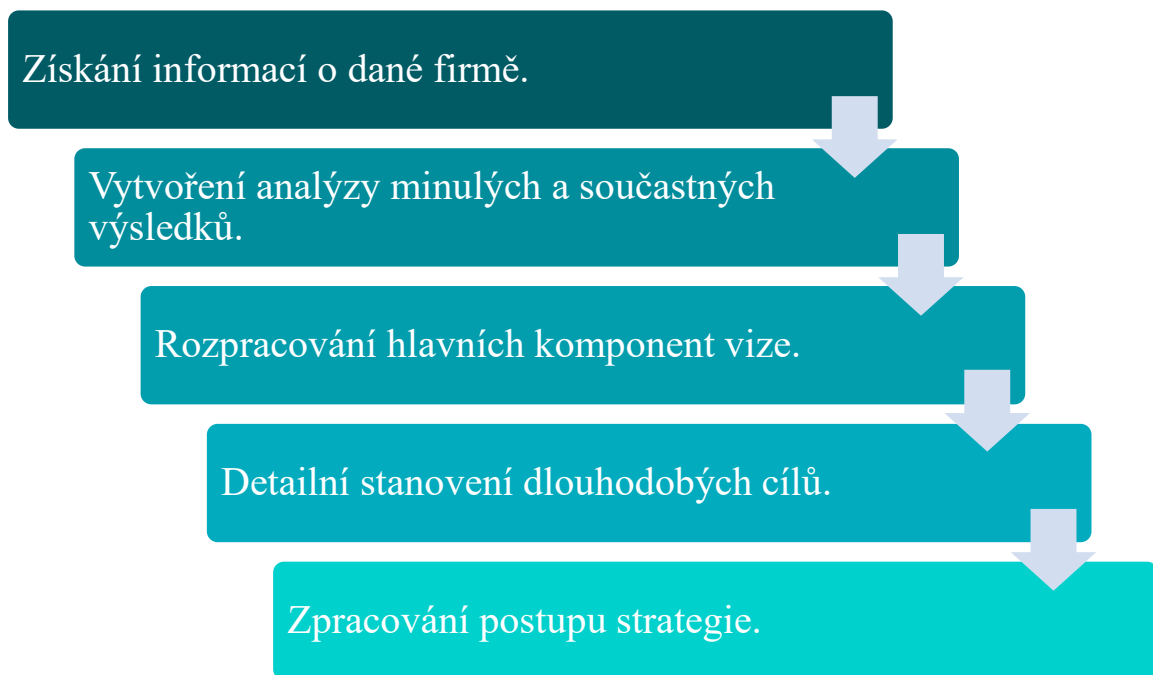 Získání informací o dané firmě.
Vytvoření analýzy minulých a součastných
výsledků.
Rozpracování hlavních komponent vize.
Detailní stanovení dlouhodobých cílů.
Zpracování postupu strategie.